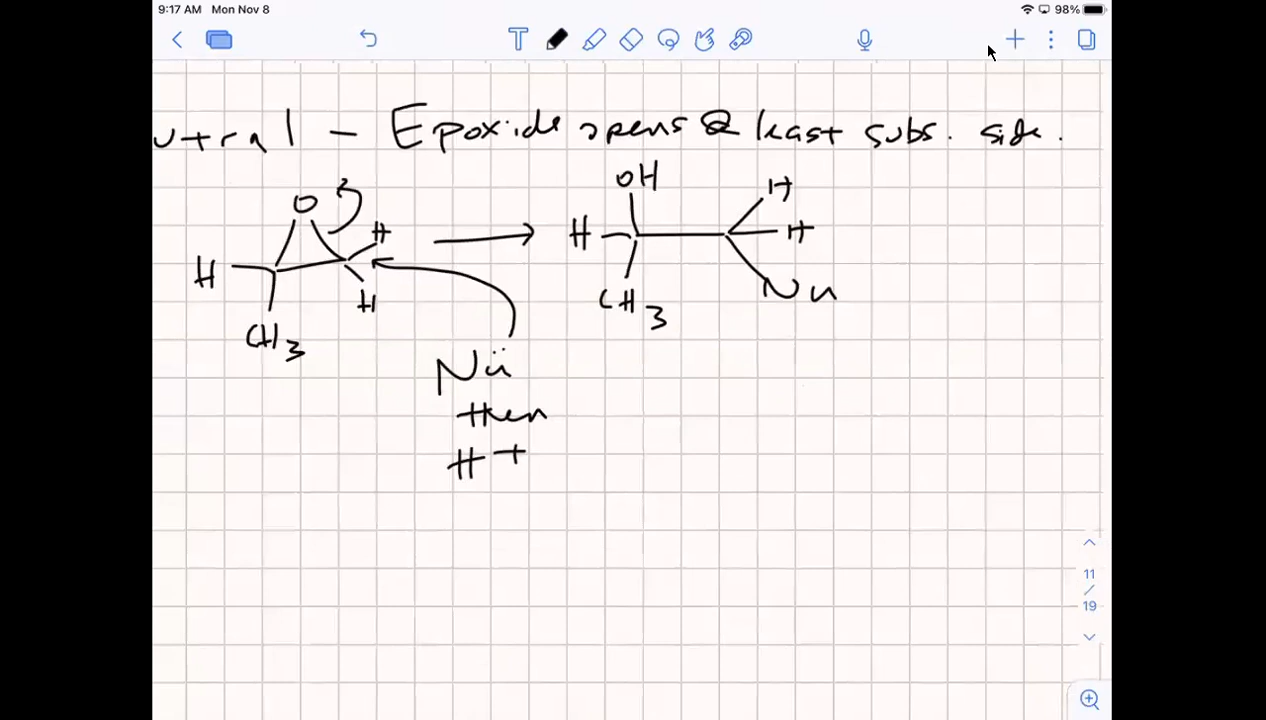 9:17 AM Mon Nov 8
98%
utral - Epoxide opens @ least subs. side.
O
H
H
H
CH3
OH
H
H
H
CH3
Nu
Nü
then
H+
11
/
19